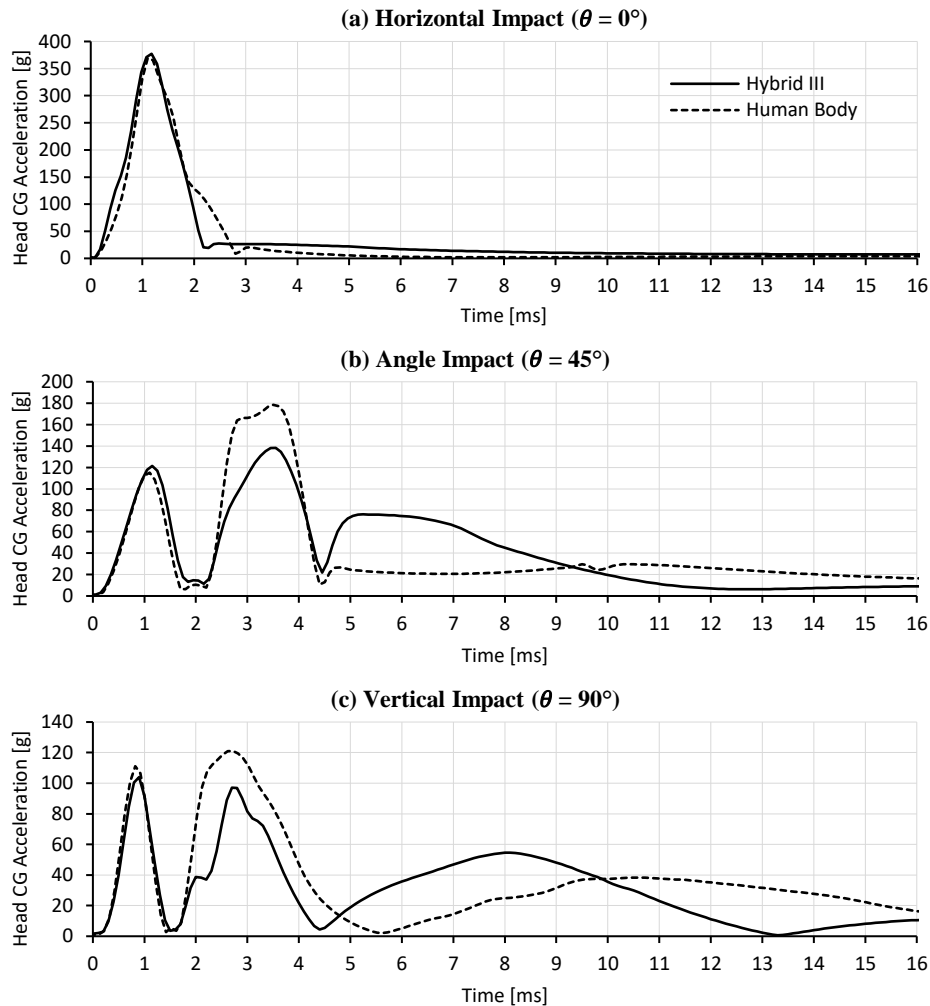 (a) Horizontal Impact (θ = 0°)
Head CG Acceleration [g]
400
350
300
250
200
150
100
50
0
Hybrid III
Human Body
0 1 2 3 4 5 6 7 8 9 10 11 12 13 14 15 16
Time [ms]
(b) Angle Impact (θ = 45°)
Head CG Acceleration [g]
200
180
160
140
120
100
80
60
40
20
0
0 1 2 3 4 5 6 7 8 9 10 11 12 13 14 15 16
Time [ms]
(c) Vertical Impact (θ = 90°)
Head CG Acceleration [g]
140
120
100
80
60
40
20
0
0 1 2 3 4 5 6 7 8 9 10 11 12 13 14 15 16
Time [ms]